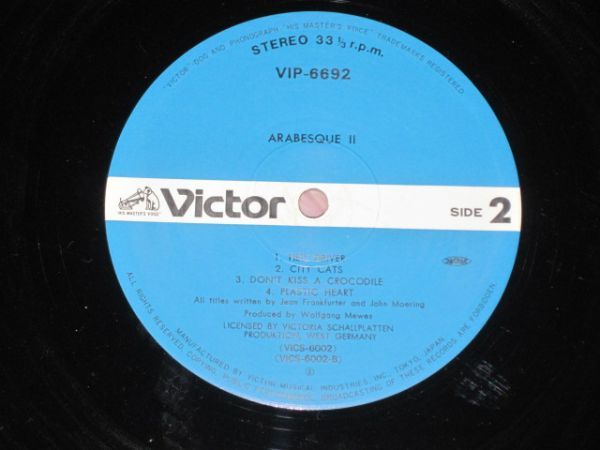 "VICTOR" DOG AND PHONOGRAPH "HIS MASTER'S VOICE" TRADEMARKS REGISTERED
STEREO 33 1/3 r.p.m.
VIP-6692
ARABESQUE II
HIS MASTER'S VOICE
Victor
SIDE 2
1. DRIVER
2. CITY CATS
3. DON'T KISS A CROCODILE
4. PLASTIC HEART
All titles written by Jean Frankfurter and John Moering
Produced by Wolfgang Mewes
LICENSED BY VICTORIA SCHALLPLATTEN
PRODUKTION, WEST GERMANY
(VICS-6002)
(VICS-6002-B)
MANUFACTURED BY VICTOR MUSICAL INDUSTRIES, INC., TOKYO, JAPAN
ALL RIGHTS RESERVED. COPYING, PUBLIC PERFORMANCE, BROADCASTING OF THESE RECORDS ARE FORBIDDEN.